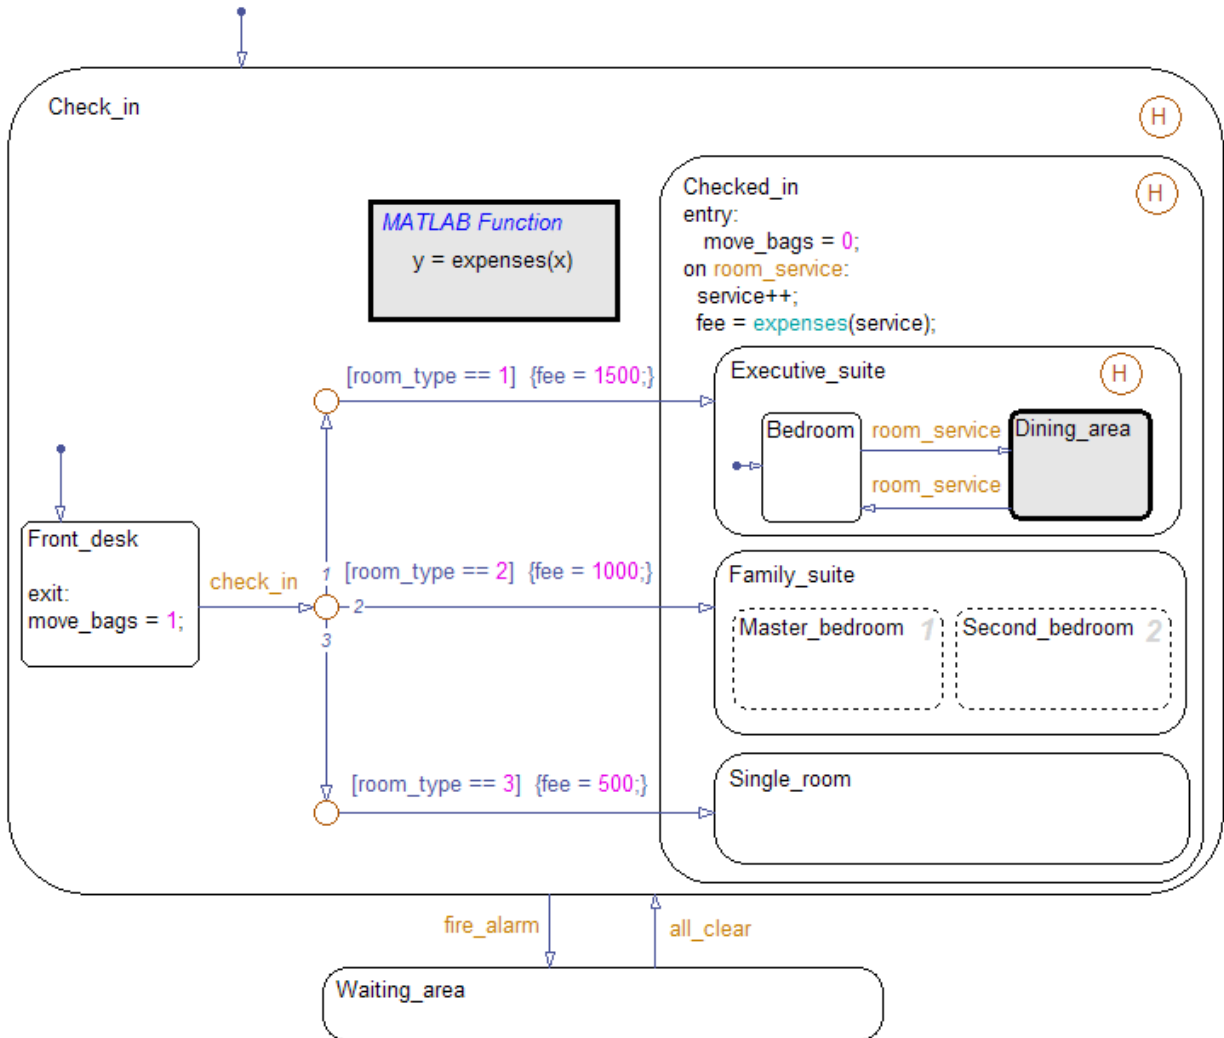 Check_in
H
Checked_in
H
entry:
move_bags = 0;
on room_service:
service++;
fee = expenses(service);
MATLAB Function
y = expenses(x)
[room_type == 1] {fee = 1500;}
Executive_suite
H
Bedroom
room_service
Dining_area
room_service
Front_desk
exit:
move_bags = 1;
check_in
1
2
3
[room_type == 2] {fee = 1000;}
Family_suite
Master_bedroom 1
Second_bedroom 2
[room_type == 3] {fee = 500;}
Single_room
fire_alarm
all_clear
Waiting_area